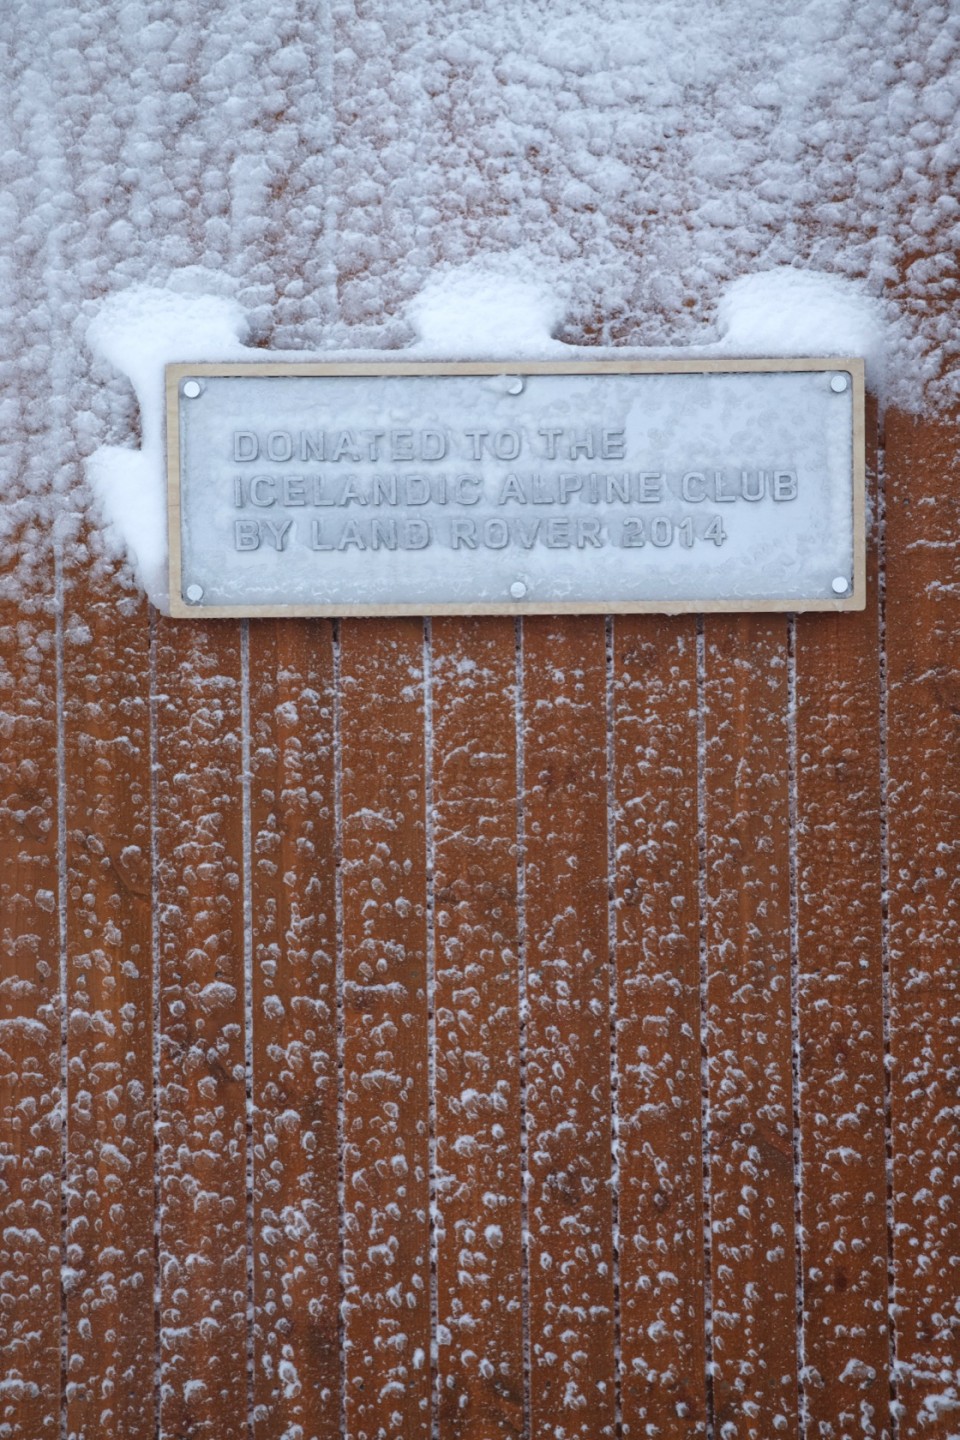 DONATED TO THE
ICELANDIC ALPINE CLUB
BY LAND ROVER 2014